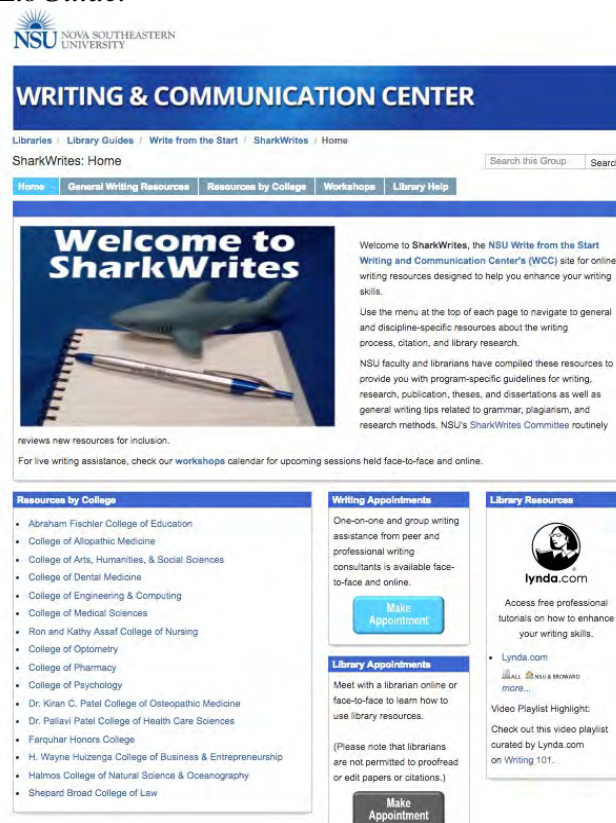 LibGuide.
NSU NOVA SOUTHEASTERN
UNIVERSITY
WRITING & COMMUNICATION CENTER
Libraries / Library Guides / Write from the Start / SharkWrites / Home
SharkWrites: Home
Search this Group Search
Home General Writing Resources Resources by College Workshops Library Help
Welcome to
SharkWrites
Welcome to SharkWrites, the NSU Write from the Start
Writing and Communication Center's (WCC) site for online
writing resources designed to help you enhance your writing
skills.
Use the menu at the top of each page to navigate to general
and discipline-specific resources about the writing
process, citation, and library research.
NSU faculty and librarians have compiled these resources to
provide you with program-specific guidelines for writing,
research, publication, theses, and dissertations as well as
general writing tips related to grammar, plagiarism, and
research methods. NSU's SharkWrites Committee routinely
reviews new resources for inclusion.
For live writing assistance, check our workshops calendar for upcoming sessions held face-to-face and online.
Resources by College
Abraham Fischler College of Education
College of Allopathic Medicine
College of Arts, Humanities, & Social Sciences
College of Dental Medicine
College of Engineering & Computing
College of Medical Sciences
Ron and Kathy Assaf College of Nursing
College of Optometry
College of Pharmacy
College of Psychology
Dr. Kiran C. Patel College of Osteopathic Medicine
Dr. Pallavi Patel College of Health Care Sciences
Farquhar Honors College
H. Wayne Huizenga College of Business & Entrepreneurship
Halmos College of Natural Science & Oceanography
Shepard Broad College of Law
Writing Appointments
One-on-one and group writing
assistance from peer and
professional writing
consultants is available face-
to-face and online.
Make
Appointment
Library Appointments
Meet with a librarian online or
face-to-face to learn how to
use library resources.
(Please note that librarians
are not permitted to proofread
or edit papers or citations.)
Make
Appointment
Library Resources
lynda.com
Access free professional
tutorials on how to enhance
your writing skills.
Lynda.com
ALL NSU & BROWARD
more...
Video Playlist Highlight:
Check out this video playlist
curated by Lynda.com
on Writing 101.